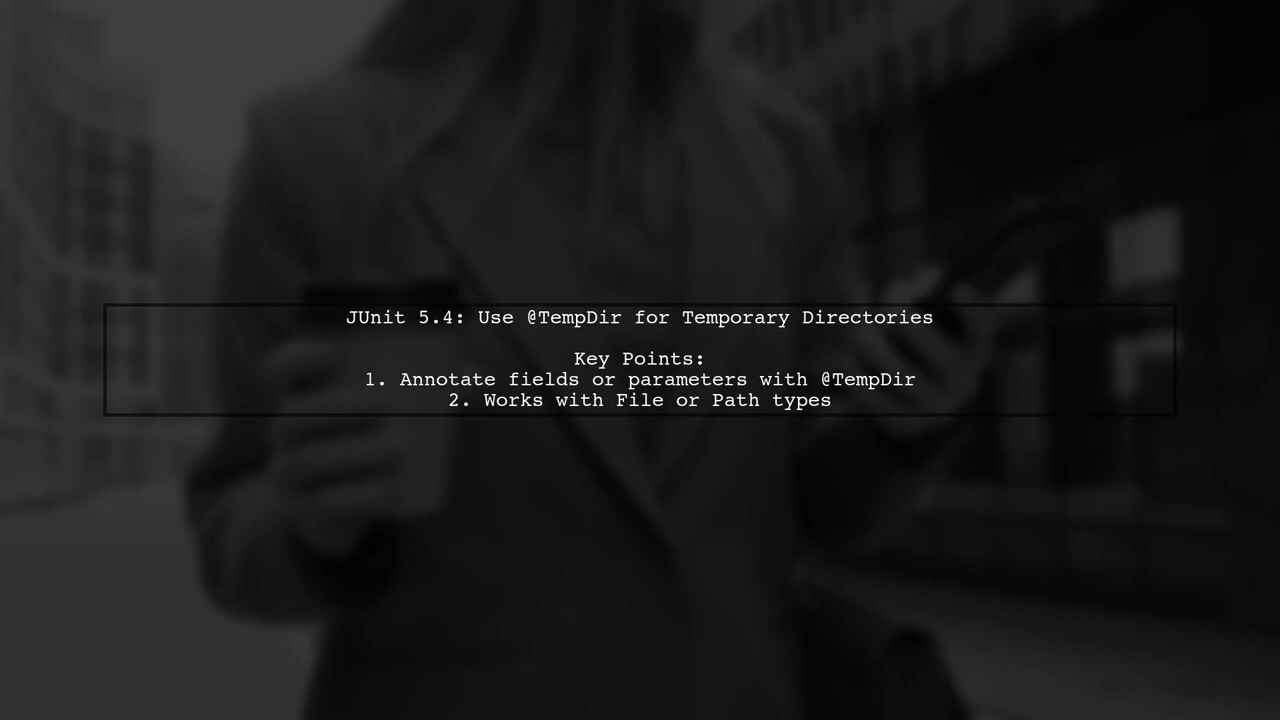 JUnit 5.4: Use @TempDir for Temporary Directories
Key Points:
1. Annotate fields or parameters with @TempDir
2. Works with File or Path types